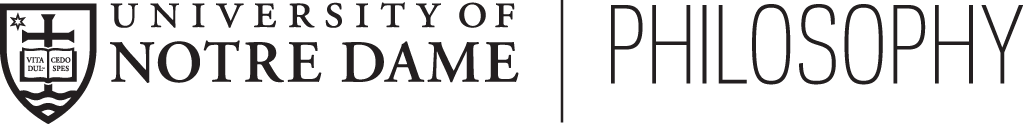 UNIVERSITY OF
NOTRE DAME
PHILOSOPHY
VITA CEDO
DUL- SPES